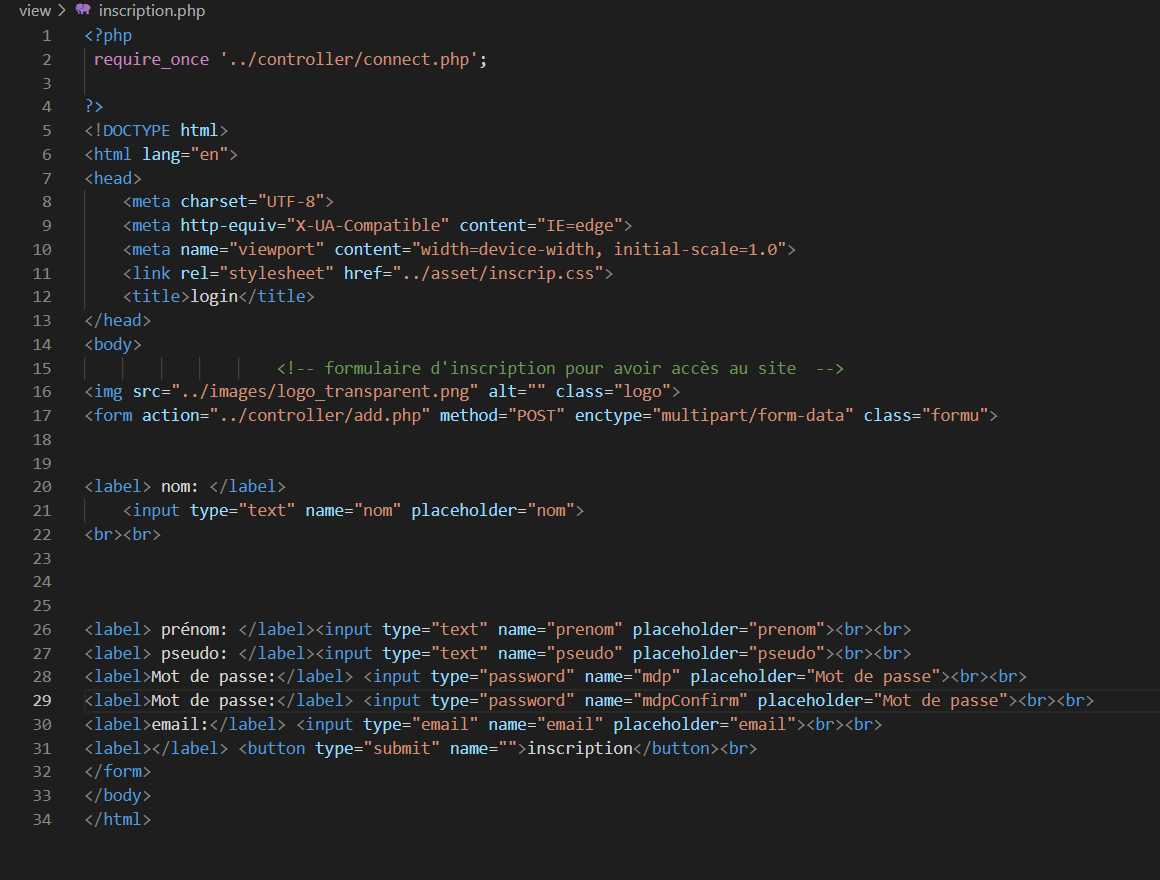 view > inscription.php
1 <?php
2 require_once '../controller/connect.php';
3
4 ?>
5 <!DOCTYPE html>
6 <html lang="en">
7 <head>
8 <meta charset="UTF-8">
9 <meta http-equiv="X-UA-Compatible" content="IE=edge">
10 <meta name="viewport" content="width=device-width, initial-scale=1.0">
11 <link rel="stylesheet" href="../asset/inscrip.css">
12 <title>login</title>
13 </head>
14 <body>
15 <!-- formulaire d'inscription pour avoir accès au site  -->
16 <img src="../images/logo_transparent.png" alt="" class="logo">
17 <form action="../controller/add.php" method="POST" enctype="multipart/form-data" class="formu">
18
19
20 <label> nom: </label>
21 <input type="text" name="nom" placeholder="nom">
22 <br><br>
23
24
25
26 <label> prénom: </label><input type="text" name="prenom" placeholder="prenom"><br><br>
27 <label> pseudo: </label><input type="text" name="pseudo" placeholder="pseudo"><br><br>
28 <label>Mot de passe:</label> <input type="password" name="mdp" placeholder="Mot de passe"><br><br>
29 <label>Mot de passe:</label> <input type="password" name="mdpConfirm" placeholder="Mot de passe"><br><br>
30 <label>email:</label> <input type="email" name="email" placeholder="email"><br><br>
31 <label></label> <button type="submit" name="">inscription</button><br>
32 </form>
33 </body>
34 </html>